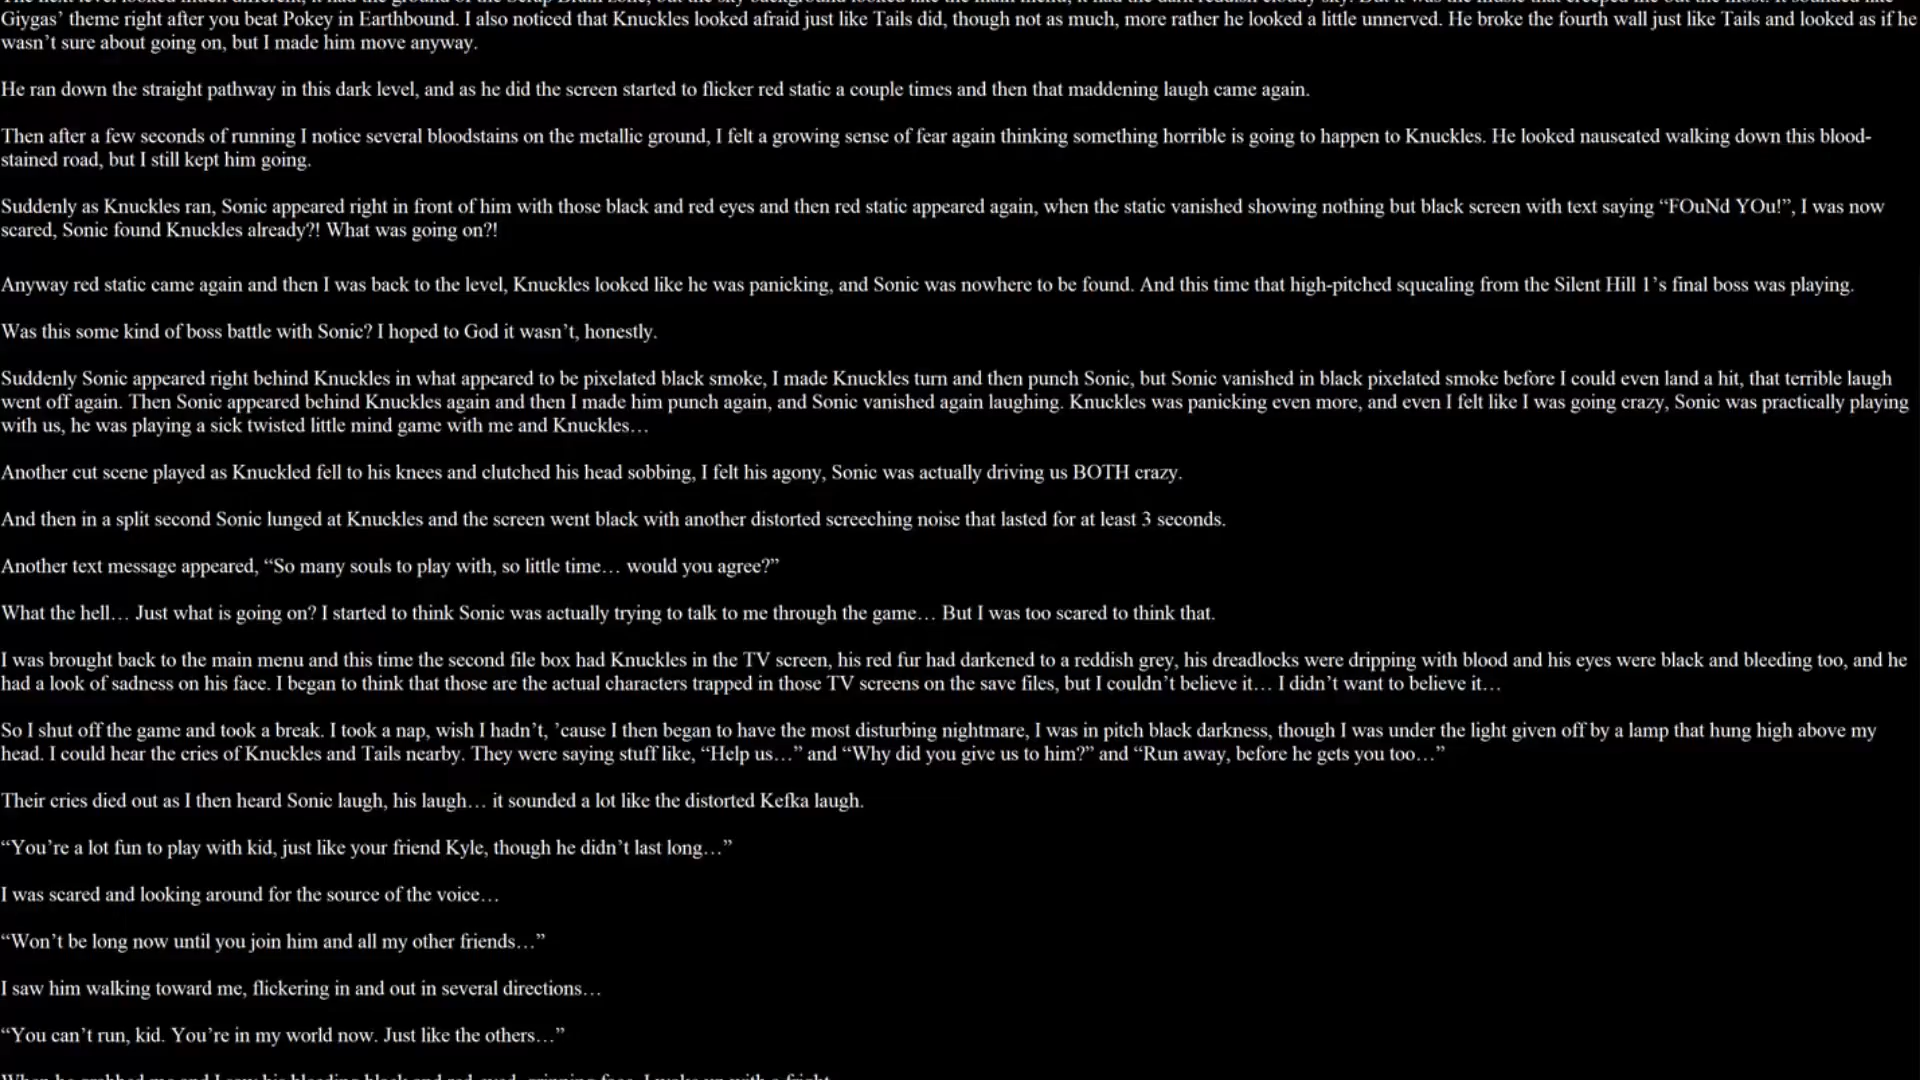 Giygas’ theme right after you beat Pokey in Earthbound. I also noticed that Knuckles looked afraid just like Tails did, though not as much, more rather he looked a little unnerved. He broke the fourth wall just like Tails and looked as if he
wasn’t sure about going on, but I made him move anyway.
He ran down the straight pathway in this dark level, and as he did the screen started to flicker red static a couple times and then that maddening laugh came again.
Then after a few seconds of running I notice several bloodstains on the metallic ground, I felt a growing sense of fear again thinking something horrible is going to happen to Knuckles. He looked nauseated walking down this blood-
stained road, but I still kept him going.
Suddenly as Knuckles ran, Sonic appeared right in front of him with those black and red eyes and then red static appeared again, when the static vanished showing nothing but black screen with text saying “FOuNd YOu!”, I was now
scared, Sonic found Knuckles already?! What was going on?!
Anyway red static came again and then I was back to the level, Knuckles looked like he was panicking, and Sonic was nowhere to be found. And this time that high-pitched squealing from the Silent Hill 1’s final boss was playing.
Was this some kind of boss battle with Sonic? I hoped to God it wasn’t, honestly.
Suddenly Sonic appeared right behind Knuckles in what appeared to be pixelated black smoke, I made Knuckles turn and then punch Sonic, but Sonic vanished in black pixelated smoke before I could even land a hit, that terrible laugh
went off again. Then Sonic appeared behind Knuckles again and then I made him punch again, and Sonic vanished again laughing. Knuckles was panicking even more, and even I felt like I was going crazy, Sonic was practically playing
with us, he was playing a sick twisted little mind game with me and Knuckles…
Another cut scene played as Knuckled fell to his knees and clutched his head sobbing, I felt his agony, Sonic was actually driving us BOTH crazy.
And then in a split second Sonic lunged at Knuckles and the screen went black with another distorted screeching noise that lasted for at least 3 seconds.
Another text message appeared, “So many souls to play with, so little time… would you agree?”
What the hell… Just what is going on? I started to think Sonic was actually trying to talk to me through the game… But I was too scared to think that.
I was brought back to the main menu and this time the second file box had Knuckles in the TV screen, his red fur had darkened to a reddish grey, his dreadlocks were dripping with blood and his eyes were black and bleeding too, and he
had a look of sadness on his face. I began to think that those are the actual characters trapped in those TV screens on the save files, but I couldn’t believe it… I didn’t want to believe it…
So I shut off the game and took a break. I took a nap, wish I hadn’t, ’cause I then began to have the most disturbing nightmare, I was in pitch black darkness, though I was under the light given off by a lamp that hung high above my
head. I could hear the cries of Knuckles and Tails nearby. They were saying stuff like, “Help us…” and “Why did you give us to him?” and “Run away, before he gets you too…”
Their cries died out as I then heard Sonic laugh, his laugh… it sounded a lot like the distorted Kefka laugh.
“You’re a lot fun to play with kid, just like your friend Kyle, though he didn’t last long…”
I was scared and looking around for the source of the voice…
“Won’t be long now until you join him and all my other friends…”
I saw him walking toward me, flickering in and out in several directions…
“You can’t run, kid. You’re in my world now. Just like the others…”